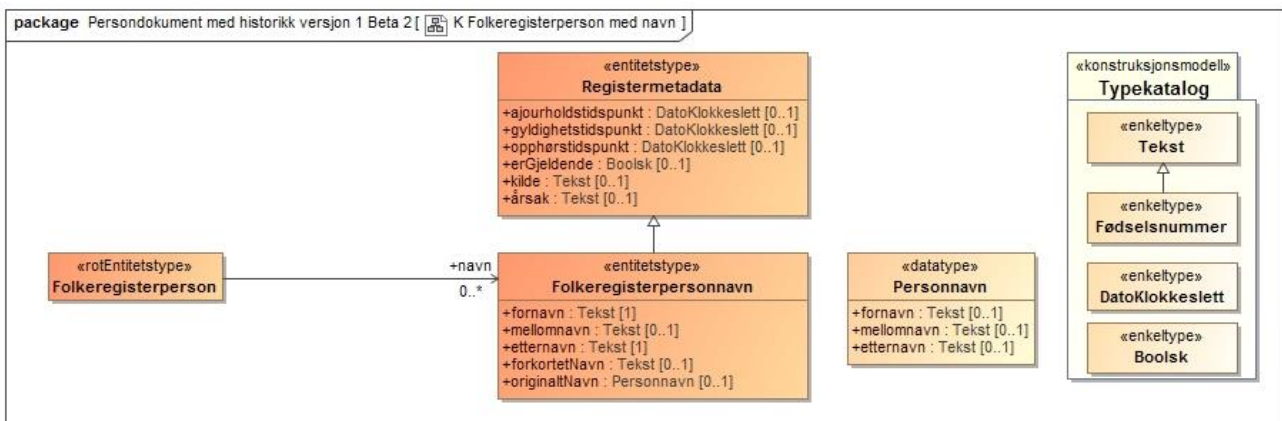 package Persondokument med historikk versjon 1 Beta 2 [ K Folkeregisterperson med navn ]
«entitetstype»
Registermetadata
+ajourholdstidspunkt : DatoKlokkeslett [0..1]
+gyldighetstidspunkt : DatoKlokkeslett [0..1]
+opphørstidspunkt : DatoKlokkeslett [0..1]
+erGjeldende : Boolsk [0..1]
+kilde : Tekst [0..1]
+årsak : Tekst [0..1]
«konstruksjonsmodell»
Typekatalog
«enkeltype»
Tekst
«enkeltype»
Fødselsnummer
«enkeltype»
DatoKlokkeslett
«enkeltype»
Boolsk
«rotEntitetstype»
Folkeregisterperson
+navn
0..*
«entitetstype»
Folkeregisterpersonnavn
+fornavn : Tekst [1]
+mellomnavn : Tekst [0..1]
+etternavn : Tekst [1]
+forkortetNavn : Tekst [0..1]
+originaltNavn : Personnavn [0..1]
«datatype»
Personnavn
+fornavn : Tekst [0..1]
+mellomnavn : Tekst [0..1]
+etternavn : Tekst [0..1]